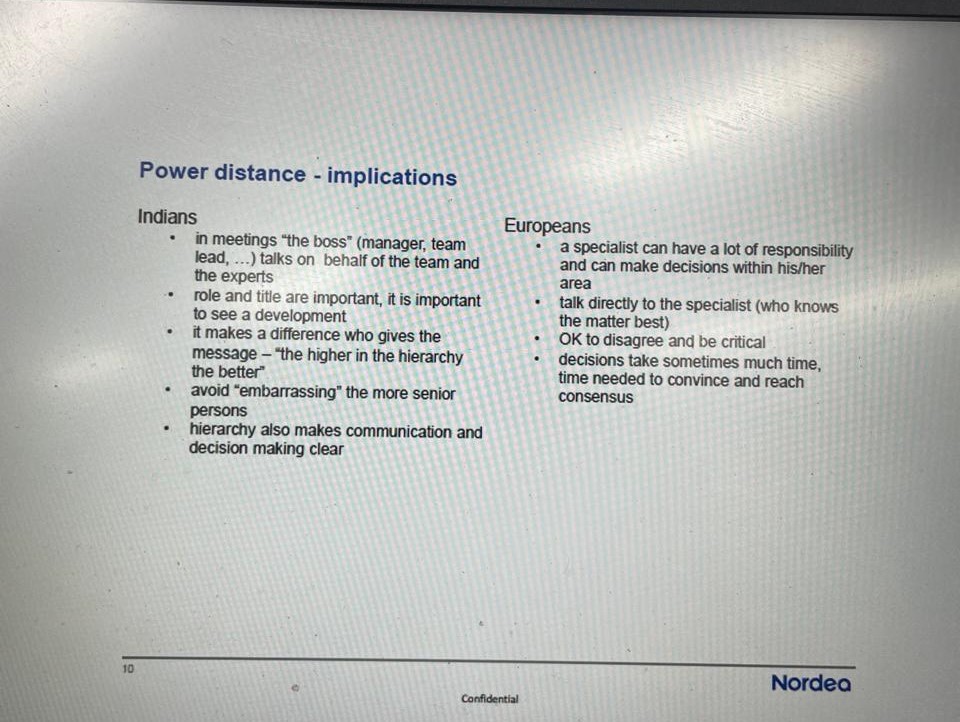 Power distance - implications
Indians
• in meetings “the boss” (manager, team
lead, ...) talks on behalf of the team and
the experts
• role and title are important, it is important
to see a development
• it makes a difference who gives the
message – “the higher in the hierarchy
the better”
• avoid “embarrassing” the more senior
persons
• hierarchy also makes communication and
decision making clear
Europeans
• a specialist can have a lot of responsibility
and can make decisions within his/her
area
• talk directly to the specialist (who knows
the matter best)
• OK to disagree and be critical
• decisions take sometimes much time,
time needed to convince and reach
consensus
10
Confidential
Nordea